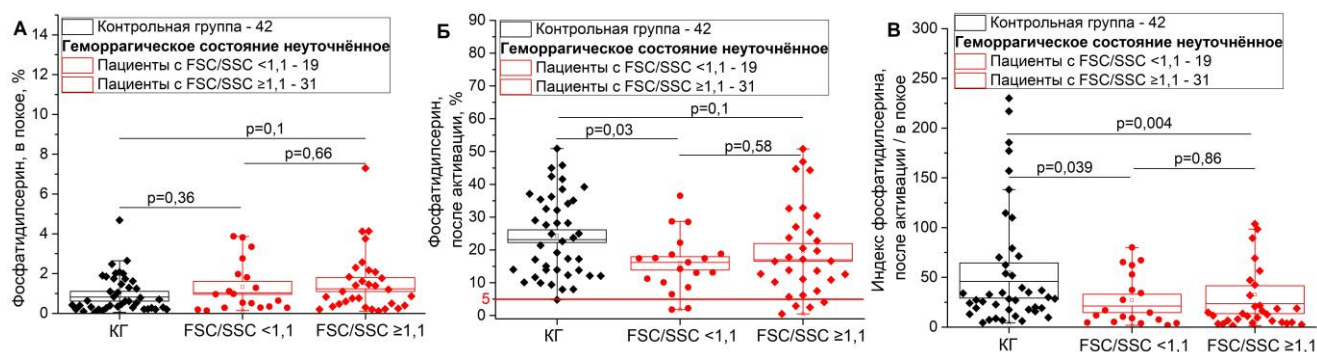 А
Контрольная группа - 42
Геморрагическое состояние неуточнённое
Пациенты с FSC/SSC <1,1 - 19
Пациенты с FSC/SSC ≥1,1 - 31
Фосфатидилсерин, в покое, %
15
12
10
8
6
4
2
0
p=0,1
p=0,66
p=0,36
КГ
FSC/SSC <1,1
FSC/SSC ≥1,1
Б
Контрольная группа - 42
Геморрагическое состояние неуточнённое
Пациенты с FSC/SSC <1,1 - 19
Пациенты с FSC/SSC ≥1,1 - 31
Фосфатидилсерин,
после активации, %
90
80
70
60
50
40
30
20
10
5
p=0,1
p=0,03
p=0,58
КГ
FSC/SSC <1,1
FSC/SSC ≥1,1
В
Контрольная группа - 42
Геморрагическое состояние неуточнённое
Пациенты с FSC/SSC <1,1 - 19
Пациенты с FSC/SSC ≥1,1 - 31
Индекс фосфатидилсерина,
после активации / в покое
300
250
200
150
100
50
0
p=0,004
p=0,039
p=0,86
КГ
FSC/SSC <1,1
FSC/SSC ≥1,1